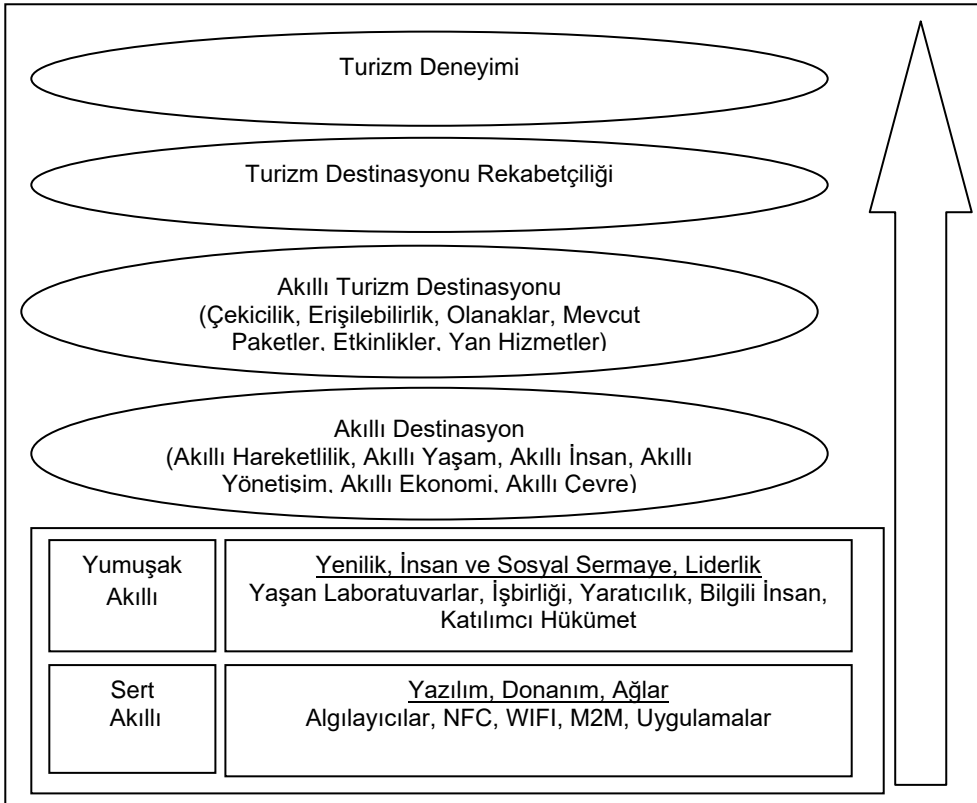 Turizm Deneyimi
Turizm Destinasyonu Rekabetçiliği
Akıllı Turizm Destinasyonu
(Çekicilik, Erişilebilirlik, Olanaklar, Mevcut
Paketler, Etkinlikler, Yan Hizmetler)
Akıllı Destinasyon
(Akıllı Hareketlilik, Akıllı Yaşam, Akıllı İnsan, Akıllı
Yönetişim, Akıllı Ekonomi, Akıllı Çevre)
Yumuşak
Akıllı
Yenilik, İnsan ve Sosyal Sermaye, Liderlik
Yaşan Laboratuvarlar, İşbirliği, Yaratıcılık, Bilgili İnsan,
Katılımcı Hükümet
Sert
Akıllı
Yazılım, Donanım, Ağlar
Algılayıcılar, NFC, WIFI, M2M, Uygulamalar